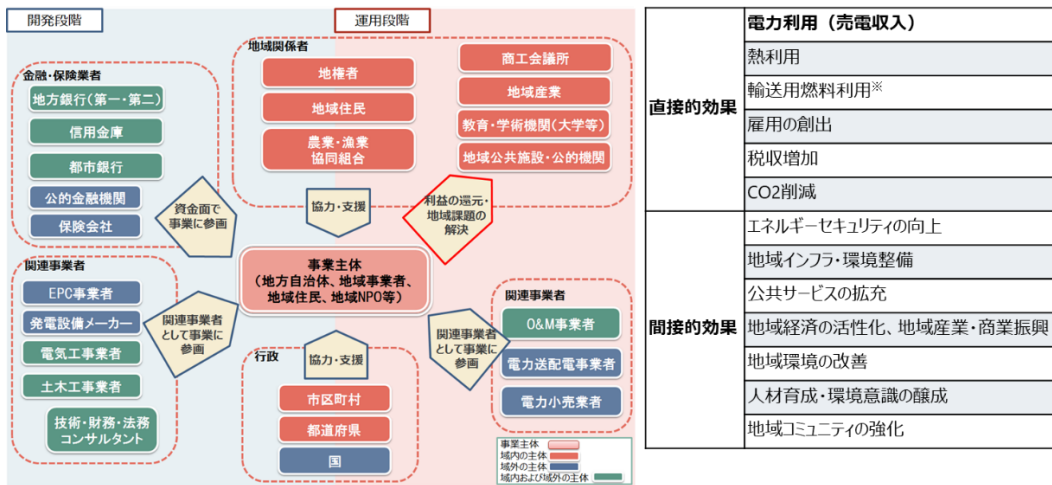 開発段階
運用段階
地域関係者
地権者
地域住民
農業・漁業
協同組合
商工会議所
地域産業
教育・学術機関(大学等)
地域公共施設・公的機関
金融・保険業者
地方銀行(第一・第二)
信用金庫
都市銀行
公的金融機関
保険会社
資金面で
事業に参画
協力・支援
利益の還元・
地域課題の
解決
事業主体
(地方自治体、地域事業者、
地域住民、地域NPO等)
関連事業者
EPC事業者
発電設備メーカー
電気工事業者
土木工事業者
技術・財務・法務
コンサルタント
関連事業者
として事業に
参画
行政
協力・支援
市区町村
都道府県
国
関連事業者
として事業に
参画
関連事業者
O&M事業者
電力送配電事業者
電力小売業者
事業主体
域内の主体
域外の主体
域内および域外の主体
直接的効果
電力利用(売電収入)
熱利用
輸送用燃料利用※
雇用の創出
税収増加
CO2削減
間接的効果
エネルギーセキュリティの向上
地域インフラ・環境整備
公共サービスの拡充
地域経済の活性化、地域産業・商業振興
地域環境の改善
人材育成・環境意識の醸成
地域コミュニティの強化